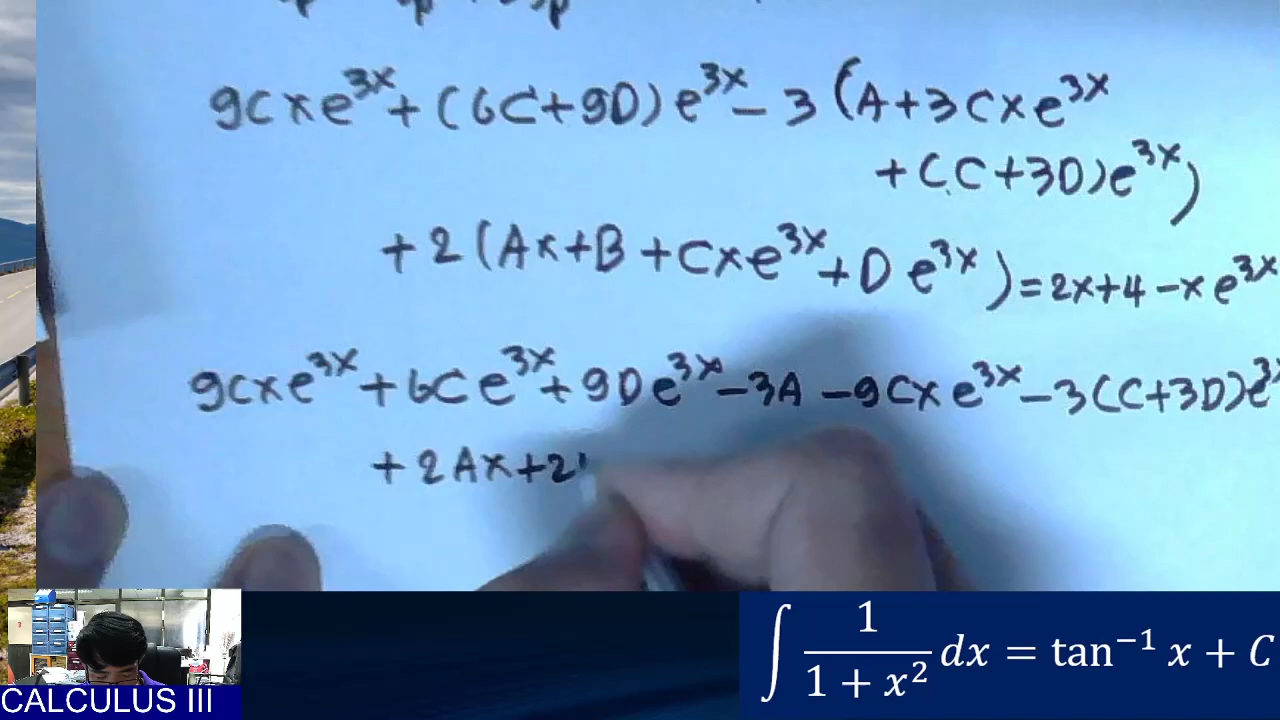 9Cxe^3x + (6C+9D)e^3x - 3(A+3Cxe^3x
+(C+3D)e^3x)
+2(Ax+B+Cxe^3x+De^3x)=2x+4-xe^3x
9Cxe^3x+6Ce^3x+9De^3x-3A-9Cxe^3x-3(C+3D)e^3x
+2Ax+2
∫ 1/(1+x²) dx = tan⁻¹ x + C
CALCULUS III